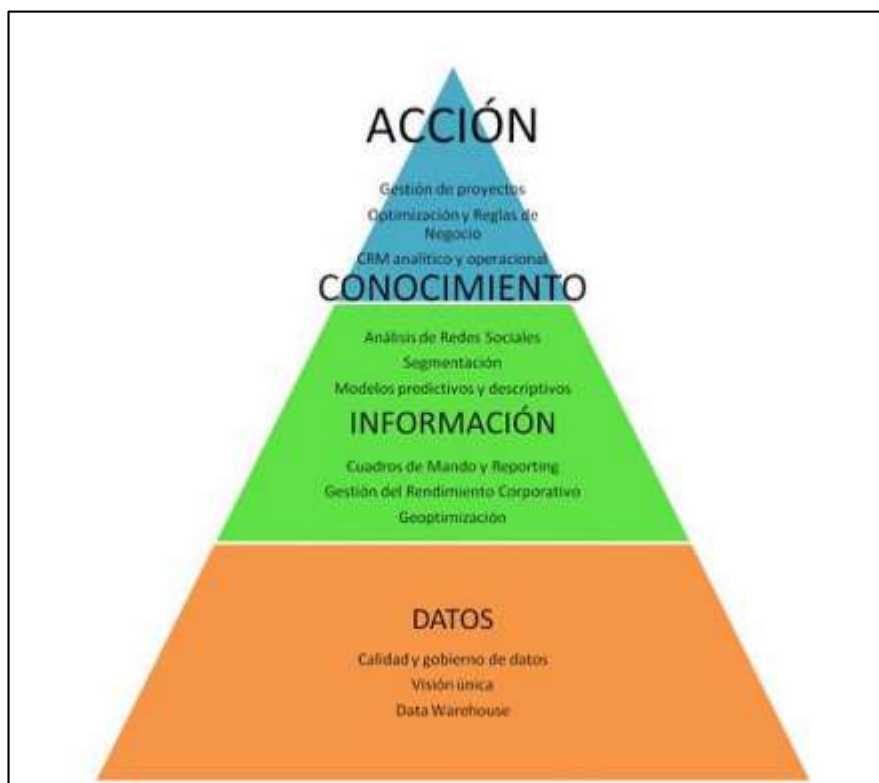 ACCIÓN
Gestión de proyectos
Optimización y Reglas de
Negocio
CRM analítico y operacional
CONOCIMIENTO
Análisis de Redes Sociales
Segmentación
Modelos predictivos y descriptivos
INFORMACIÓN
Cuadros de Mando y Reporting
Gestión del Rendimiento Corporativo
Geoptimización
DATOS
Calidad y gobierno de datos
Visión única
Data Warehouse